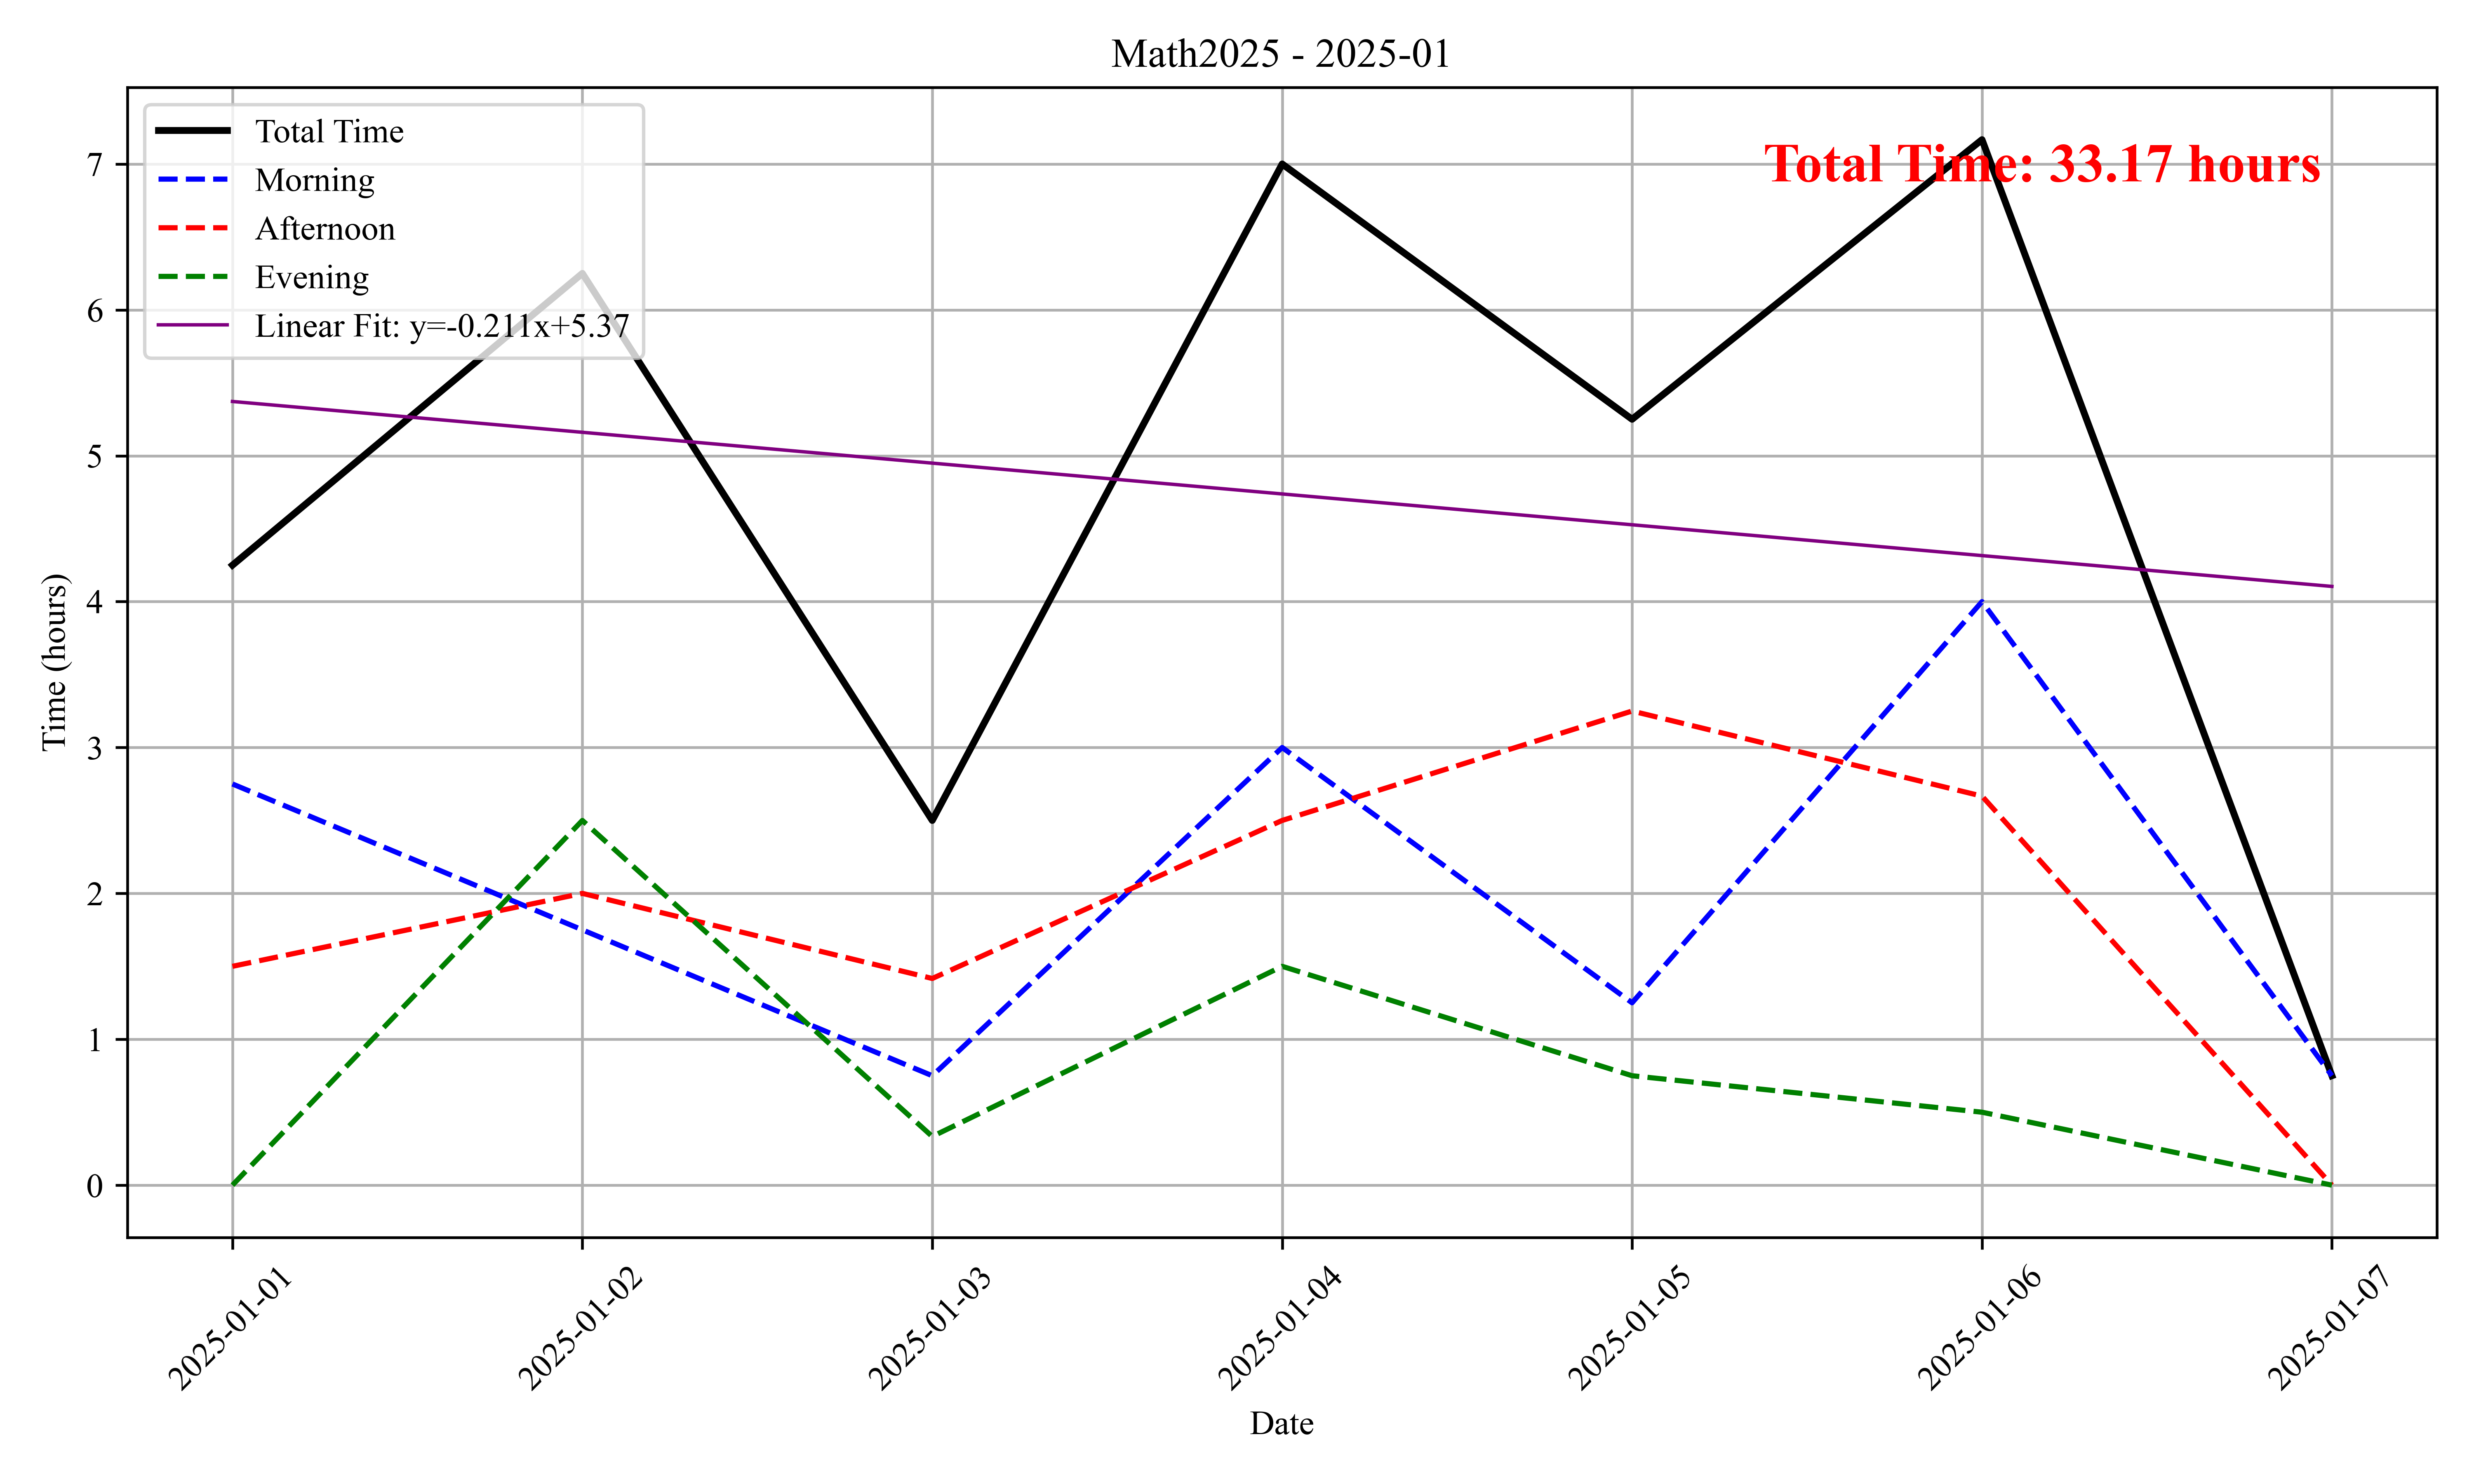 Math2025 - 2025-01
Total Time
Morning
Afternoon
Evening
Linear Fit: y=-0.211x+5.37
Total Time: 33.17 hours
7
6
5
4
3
2
1
0
Time (hours)
2025-01-01
2025-01-02
2025-01-03
2025-01-04
2025-01-05
2025-01-06
2025-01-07
Date